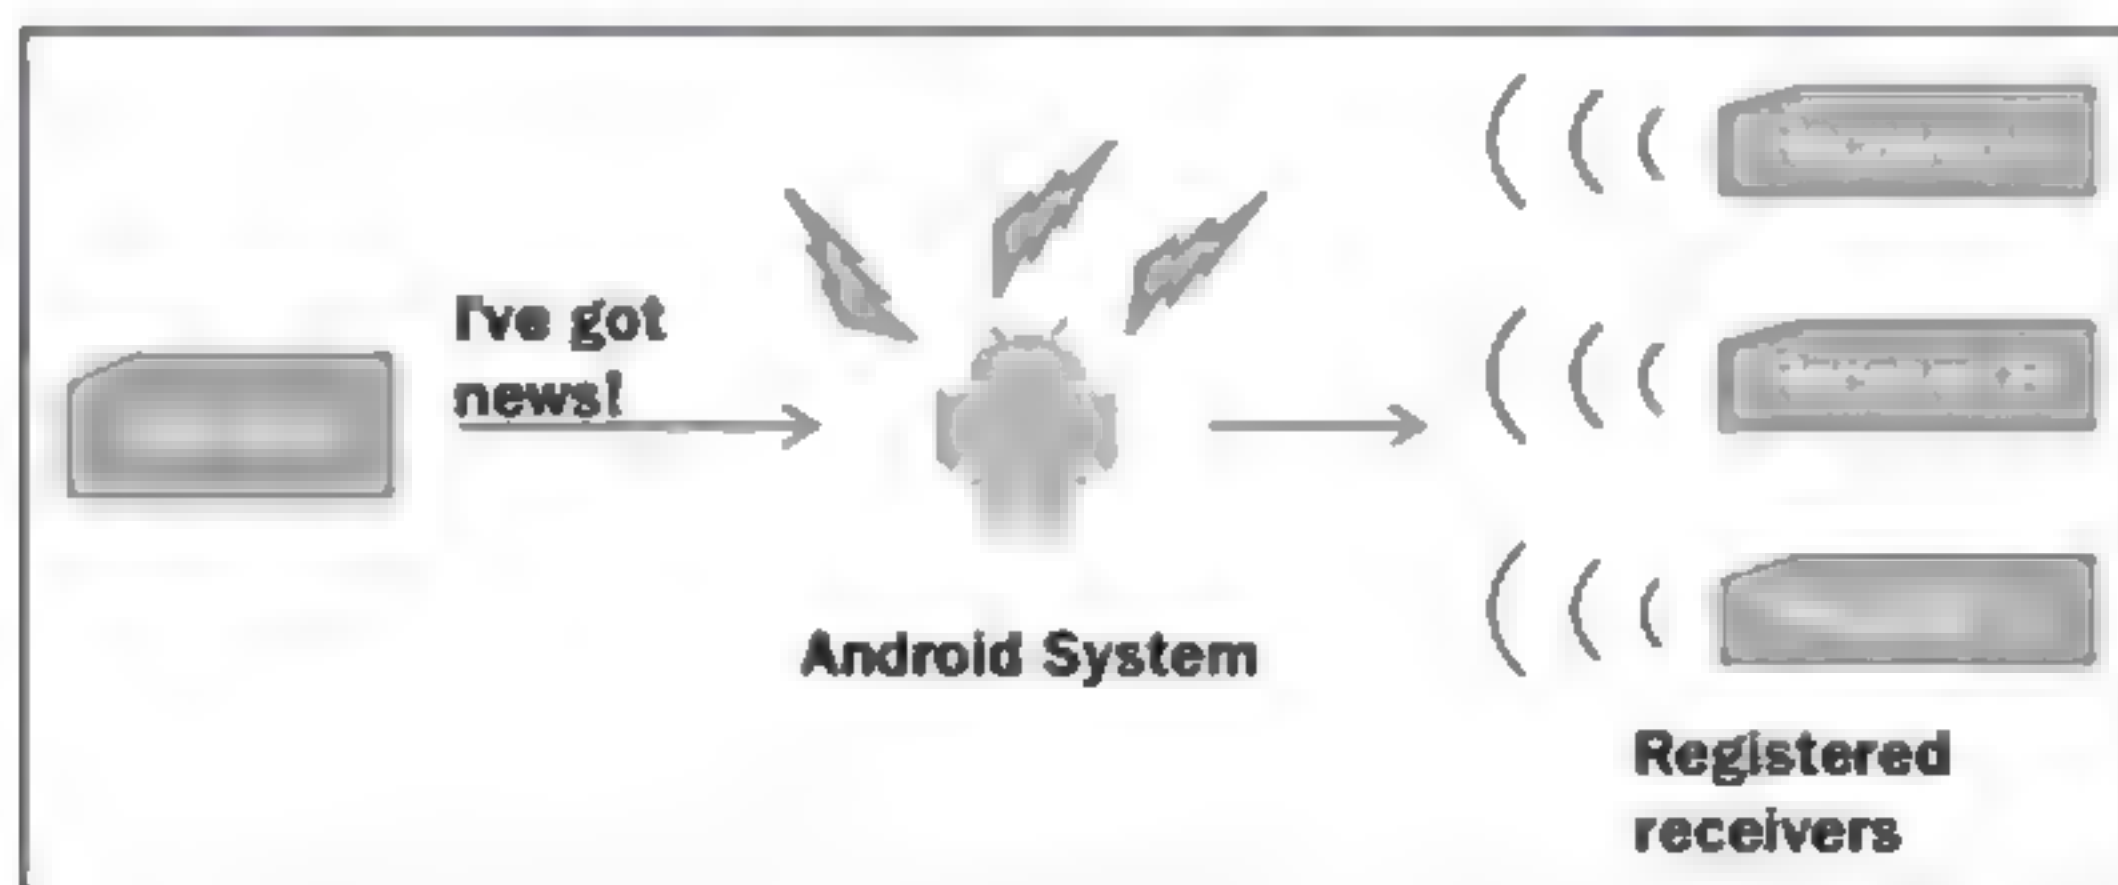 I've got
news!
Android System
Registered
receivers